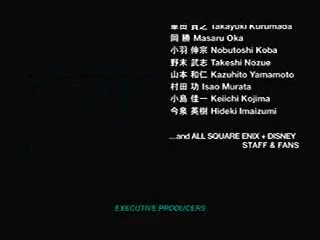 車田 貴之 Takayuki Kurumada
岡 勝 Masaru Oka
小羽 伸宗 Nobutoshi Koba
野末 武志 Takeshi Nozue
山本 和仁 Kazuhito Yamamoto
村田 功 Isao Murata
小島 佳一 Keiichi Kojima
今泉 英樹 Hideki Imaizumi
...and ALL SQUARE ENIX + DISNEY
STAFF & FANS
EXECUTIVE PRODUCERS